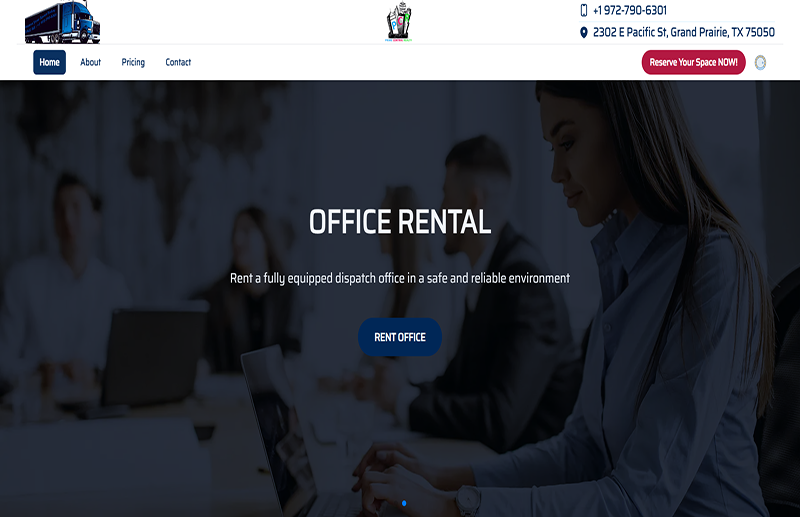 +1 972-790-6301
2302 E Pacific St, Grand Prairie, TX 75050
Home
About
Pricing
Contact
Reserve Your Space NOW!
OFFICE RENTAL
Rent a fully equipped dispatch office in a safe and reliable environment
RENT OFFICE